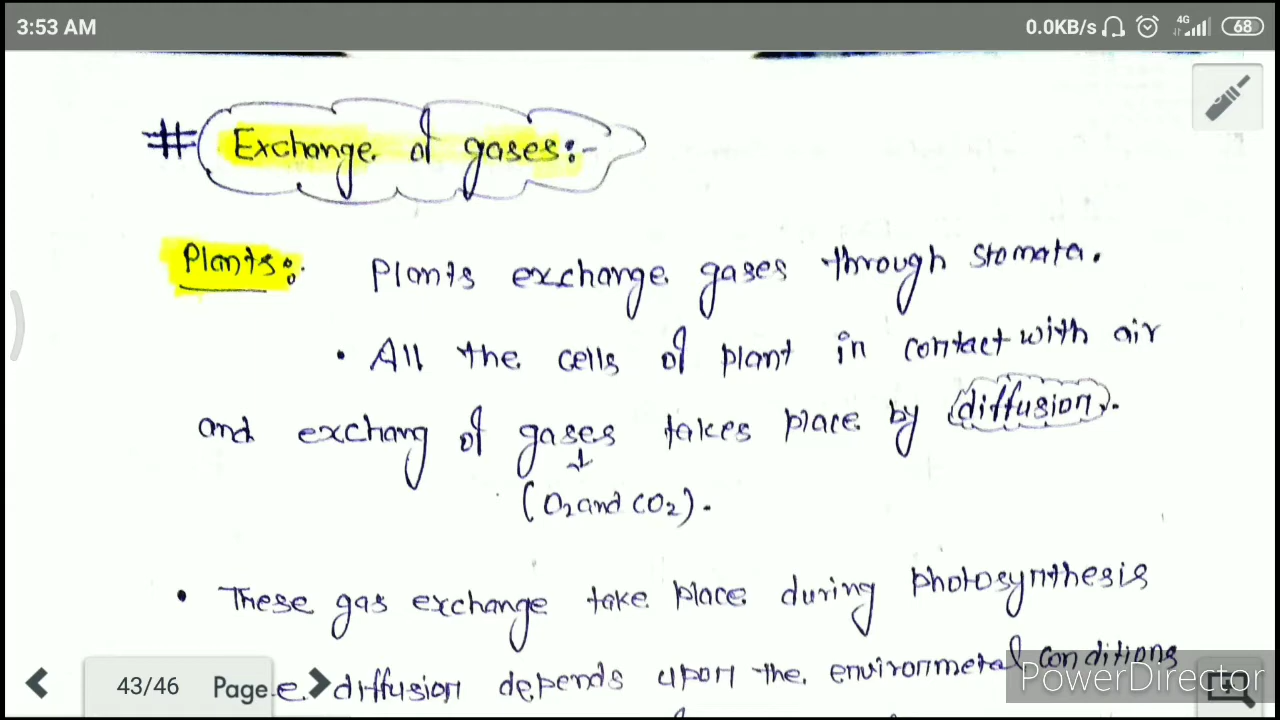 3:53 AM 0.0KB/s 4G 68
# Exchange of gases:-
Plants:. Plants exchange gases through stomata.
• All the cells of plant in contact with air
and exchang of gases takes place by diffusion.
(O₂ and CO₂).
• These gas exchange take place during photosynthesis
diffusion depends upon the environmetal conditions
43/46 Page
PowerDirector